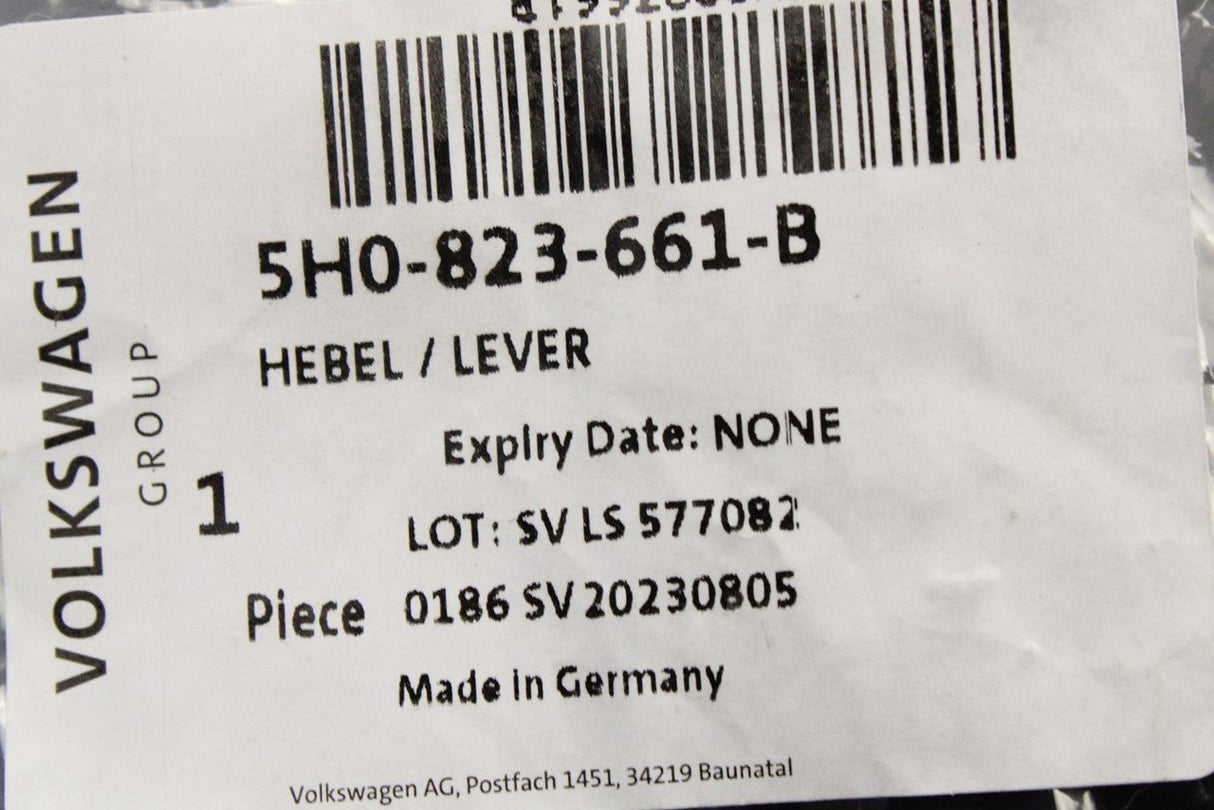 5H0-823-661-B
HEBEL / LEVER
Expiry Date: NONE
1
LOT: SV LS 577082
Piece 0186 SV 20230805
Made in Germany
Volkswagen AG, Postfach 1451, 34219 Baunatal
VOLKSWAGEN
GROUP